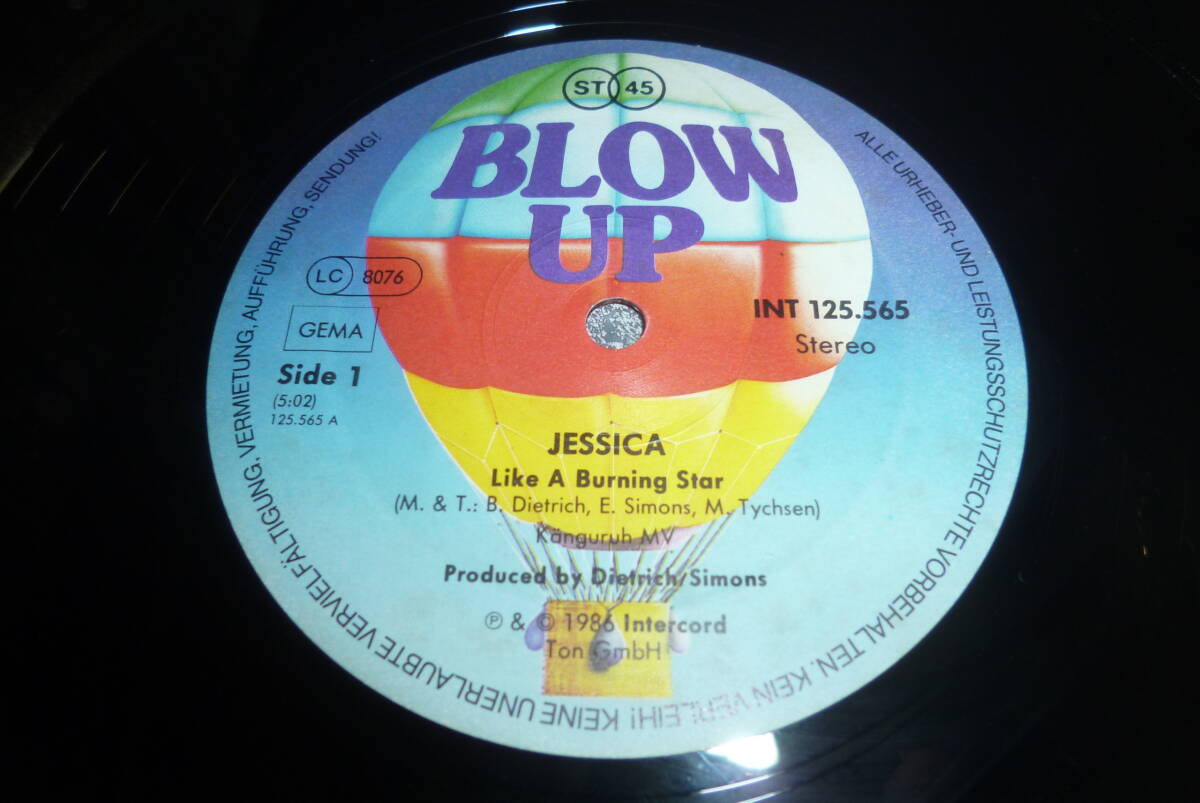 ST 45
BLOW
UP
LC 8076
GEMA
INT 125.565
Stereo
Side 1
(5:02)
125.565 A
JESSICA
Like A Burning Star
(M. & T.: B. Dietrich, E. Simons, M. Tychsen)
Känguruh MV
Produced by Dietrich/Simons
℗ & © 1986 Intercord
Ton GmbH
ALLE URHEBER- UND LEISTUNGSSCHUTZRECHTE VORBEHALTEN. KEIN VERLEIH! KEINE UNERLAUBTE VERVIELFÄLTIGUNG, VERMIETUNG, AUFFÜHRUNG, SENDUNG!